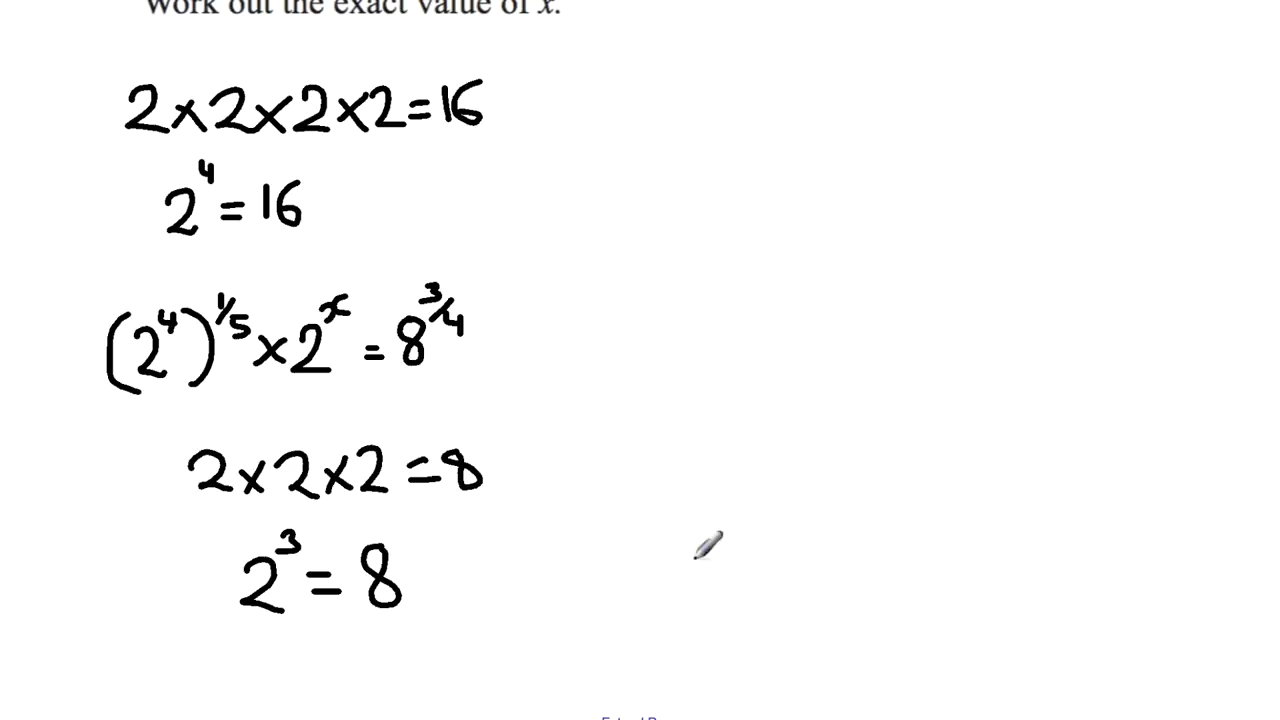 Work out the exact value of x.
2×2×2×2=16
2⁴=16
(2⁴)^1/5×2^x=8^3/4
2×2×2=8
2³=8